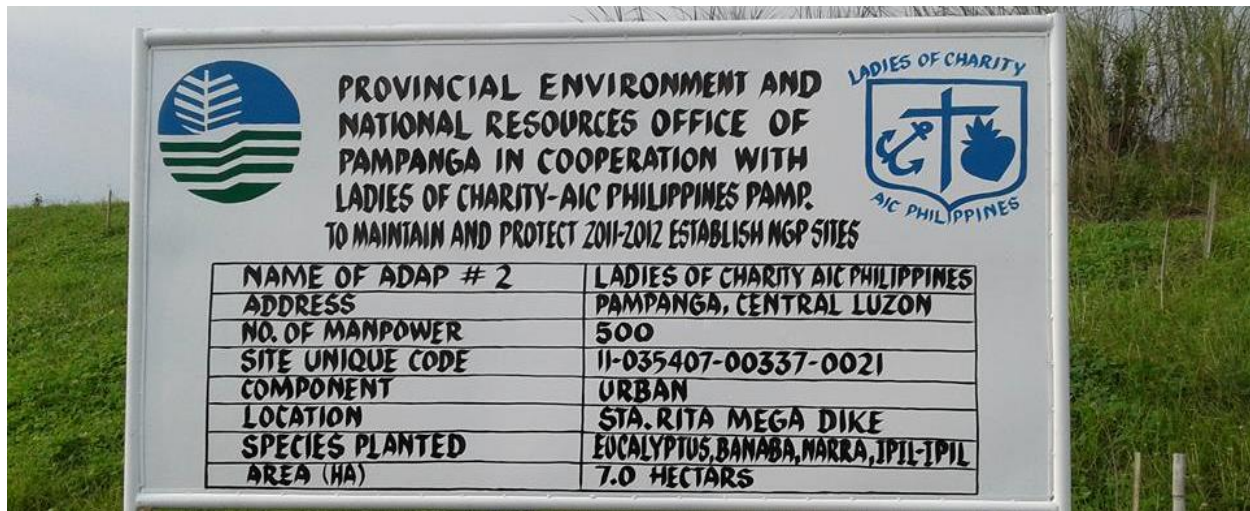 PROVINCIAL ENVIRONMENT AND
NATIONAL RESOURCES OFFICE OF
PAMPANGA IN COOPERATION WITH
LADIES OF CHARITY-AIC PHILIPPINES PAMP.
TO MAINTAIN AND PROTECT 2011-2012 ESTABLISH NGP SITES
LADIES OF CHARITY
AIC PHILIPPINES
NAME OF ADAP # 2 LADIES OF CHARITY AIC PHILIPPINES
ADDRESS PAMPANGA, CENTRAL LUZON
NO. OF MANPOWER 500
SITE UNIQUE CODE 11-035407-00337-0021
COMPONENT URBAN
LOCATION STA. RITA MEGA DIKE
SPECIES PLANTED EUCALYPTUS, BANABA, NARRA, IPIL-IPIL
AREA (HA) 7.0 HECTARS